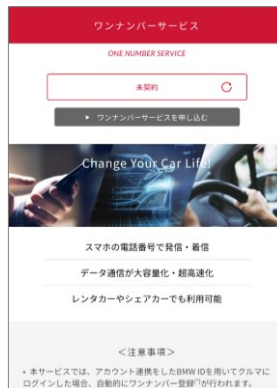 ワンナンバーサービス
ONE NUMBER SERVICE
未契約
▶ ワンナンバーサービスを申し込む
Change Your Car Life!
スマホの電話番号で発信・着信
データ通信が大容量化・超高速化
レンタカーやシェアカーでも利用可能
＜注意事項＞
• 本サービスでは、アカウント連携をしたBMW IDを用いてクルマに
ログインした場合、自動的にワンナンバー登録(*)が行われます。